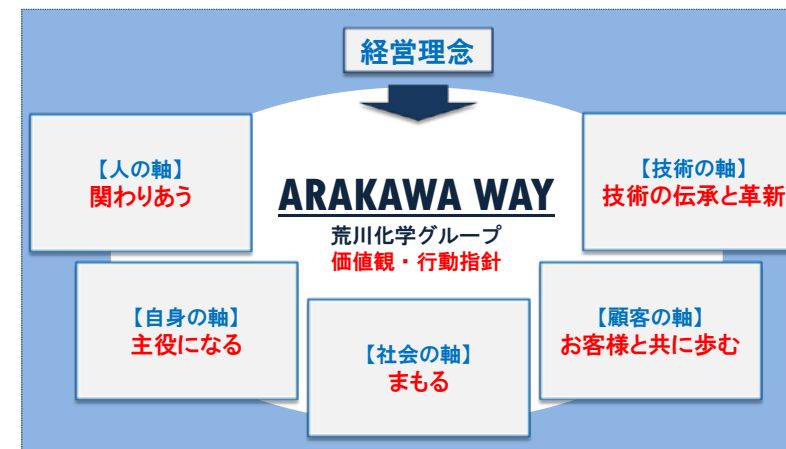 経営理念
【人の軸】
関わりあう
【技術の軸】
技術の伝承と革新
ARAKAWA WAY
荒川化学グループ
価値観・行動指針
【自身の軸】
主役になる
【社会の軸】
まもる
【顧客の軸】
お客様と共に歩む